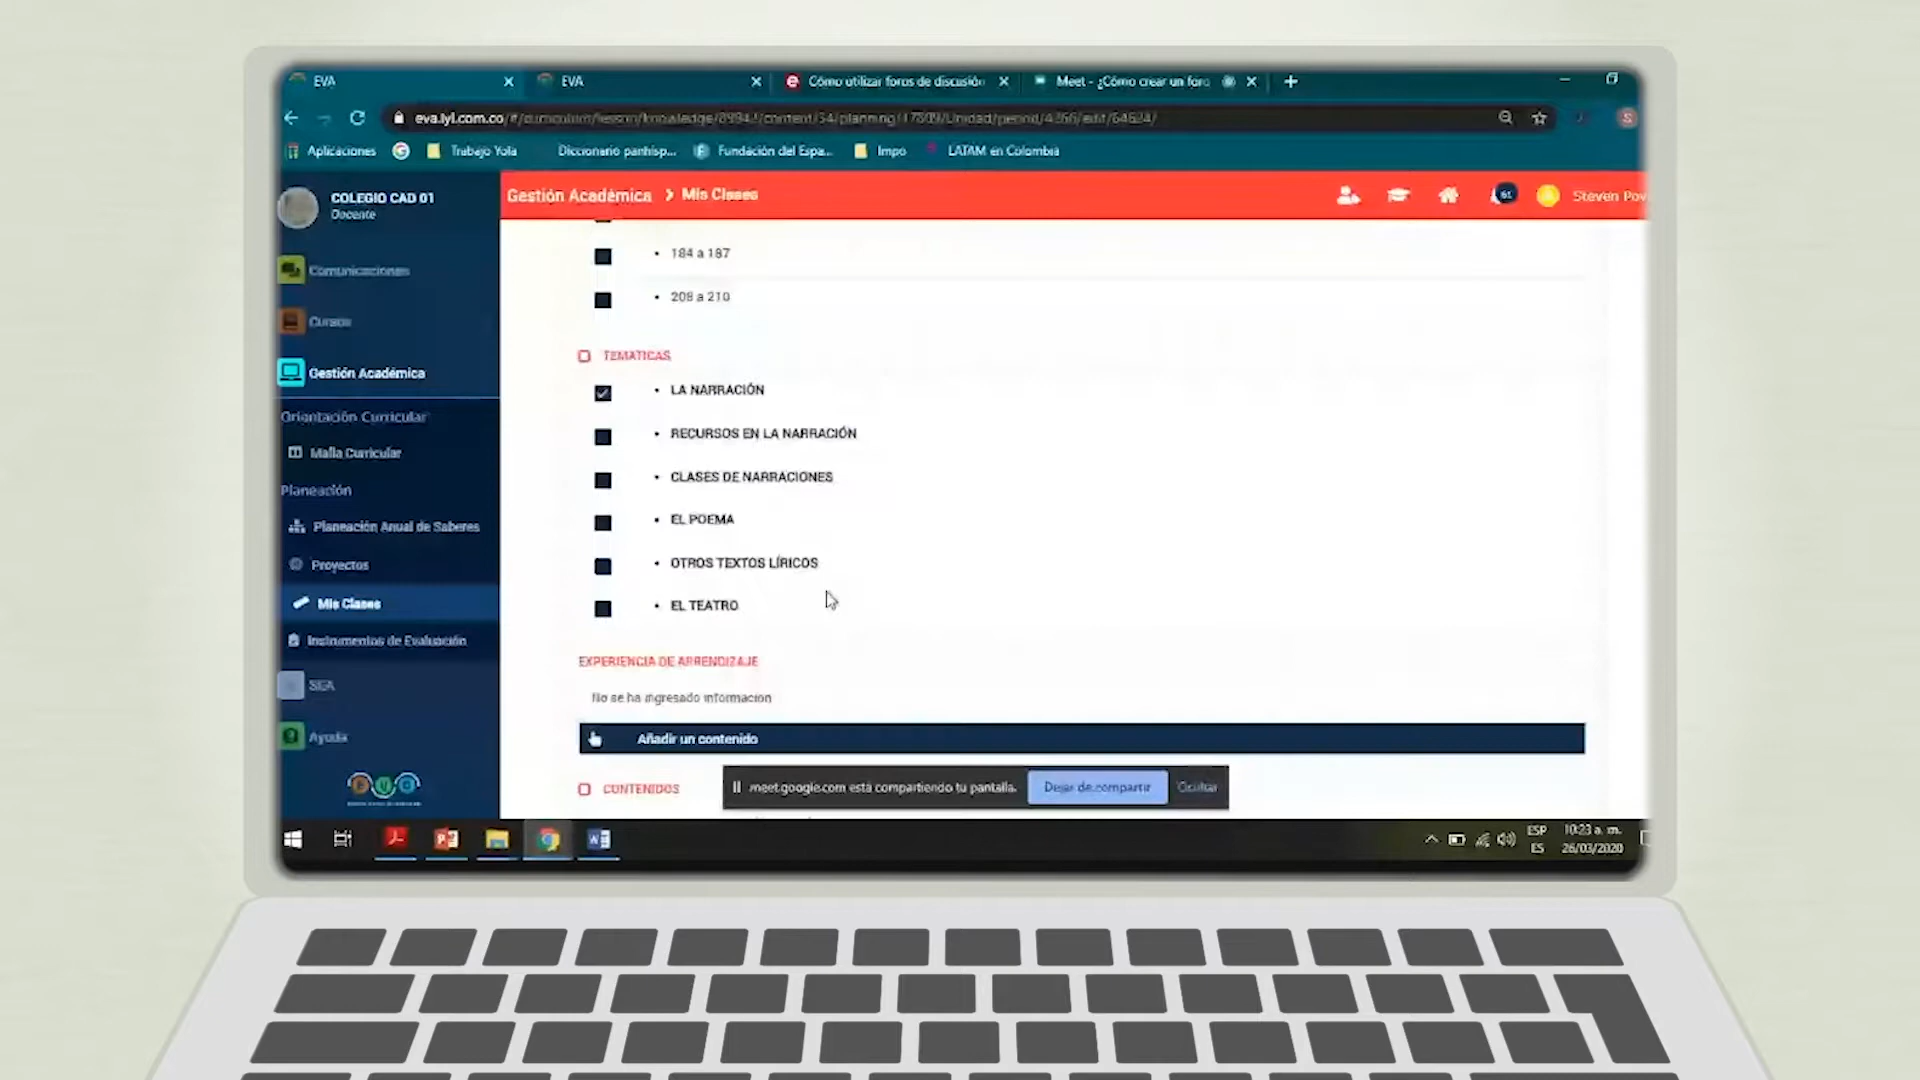 EVA
EVA
Cómo utilizar foros de discusión
Meet - ¿Cómo crear un foro
eva.lyl.com.co
Aplicaciones
Trabajo Yola
Diccionario panhisp...
Fundación del Espa...
Impo
LATAM en Colombia
COLEGIO CAD 01
Docente
Gestión Académica > Mis Clases
61
Steven Pov
Comunicaciones
Cursos
Gestión Académica
Orientación Curricular
Malla Curricular
Planeación
Planeación Anual de Saberes
Proyectos
Mis Clases
Instrumentos de Evaluación
Ayuda
• 184 a 187
• 208 a 210
TEMATICAS
• LA NARRACIÓN
• RECURSOS EN LA NARRACIÓN
• CLASES DE NARRACIONES
• EL POEMA
• OTROS TEXTOS LÍRICOS
• EL TEATRO
EXPERIENCIA DE APRENDIZAJE
No se ha ingresado informacion
Añadir un contenido
CONTENIDOS
meet.google.com está compartiendo tu pantalla.
Dejar de compartir
Ocultar
ESP
ES
10:23 a. m.
26/03/2020